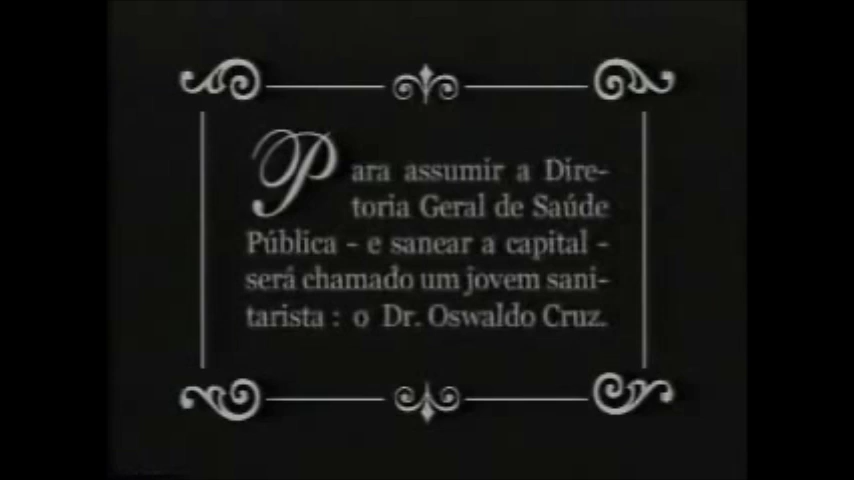 Para assumir a Dire-
toria Geral de Saúde
Pública - e sanear a capital -
será chamado um jovem sani-
tarista : o Dr. Oswaldo Cruz.